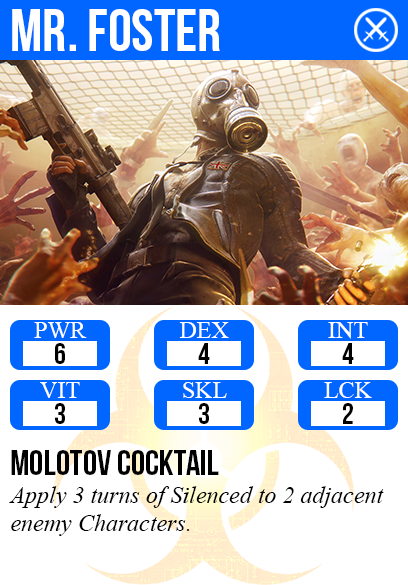 MR. FOSTER
PWR DEX INT
6 4 4
VIT SKL LCK
3 3 2
MOLOTOV COCKTAIL
Apply 3 turns of Silenced to 2 adjacent
enemy Characters.